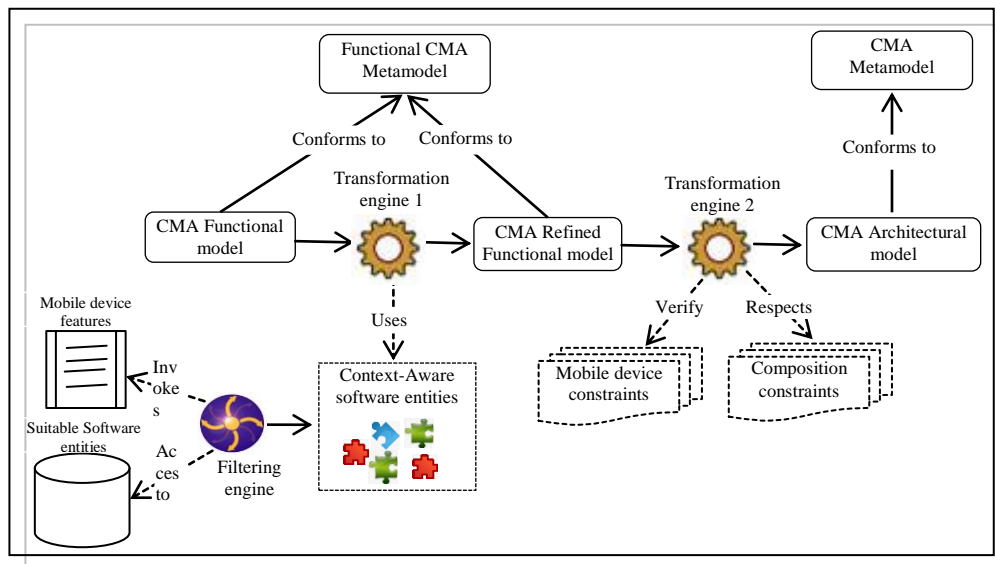 Functional CMA
Metamodel
CMA
Metamodel
Conforms to
Conforms to
Conforms to
Transformation
engine 1
Transformation
engine 2
CMA Functional
model
CMA Refined
Functional model
CMA Architectural
model
Mobile device
features
Uses
Verify
Respects
Inv
oke
s
Context-Aware
software entities
Mobile device
constraints
Composition
constraints
Suitable Software
entities
Ac
ces
to
Filtering
engine